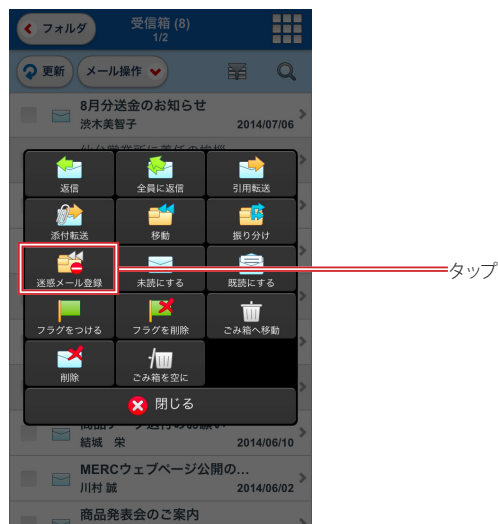 フォルダ
受信箱 (8)
1/2
更新
メール操作
8月分送金のお知らせ
渋木美智子
2014/07/06
返信
全員に返信
引用転送
添付転送
移動
振り分け
迷惑メール登録
未読にする
既読にする
タップ
フラグをつける
フラグを削除
ごみ箱へ移動
削除
ごみ箱を空に
閉じる
結城 栄
2014/06/10
MERCウェブページ公開の...
川村 誠
2014/06/02
商品発表会のご案内